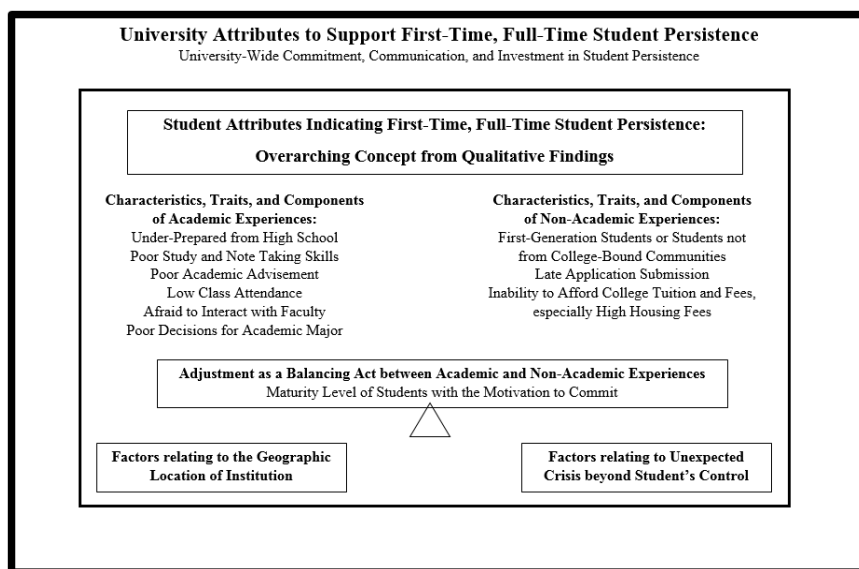 University Attributes to Support First-Time, Full-Time Student Persistence
University-Wide Commitment, Communication, and Investment in Student Persistence
Student Attributes Indicating First-Time, Full-Time Student Persistence:
Overarching Concept from Qualitative Findings
Characteristics, Traits, and Components
of Academic Experiences:
Under-Prepared from High School
Poor Study and Note Taking Skills
Poor Academic Advisement
Low Class Attendance
Afraid to Interact with Faculty
Poor Decisions for Academic Major
Characteristics, Traits, and Components
of Non-Academic Experiences:
First-Generation Students or Students not
from College-Bound Communities
Late Application Submission
Inability to Afford College Tuition and Fees,
especially High Housing Fees
Adjustment as a Balancing Act between Academic and Non-Academic Experiences
Maturity Level of Students with the Motivation to Commit
Factors relating to the Geographic
Location of Institution
Factors relating to Unexpected
Crisis beyond Student's Control